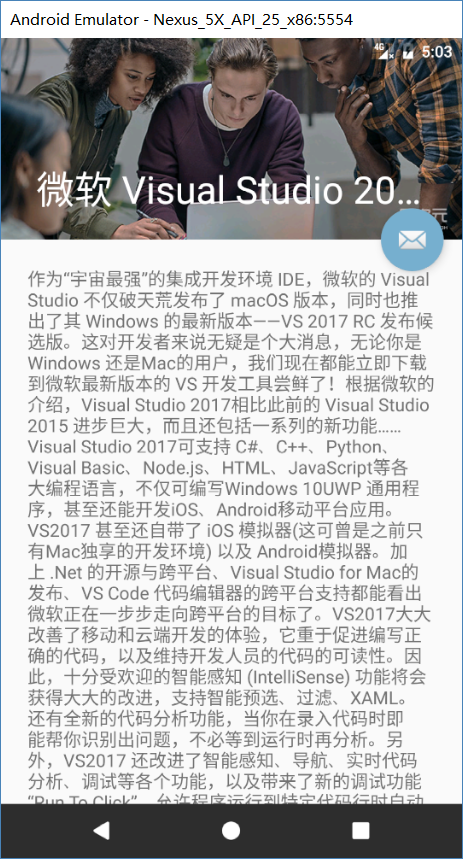 Android Emulator - Nexus_5X_API_25_x86:5554
4G 5:03
微软 Visual Studio 20...
作为“宇宙最强”的集成开发环境 IDE，微软的 Visual
Studio 不仅破天荒发布了 macOS 版本，同时也推
出了其 Windows 的最新版本——VS 2017 RC 发布候
选版。这对开发者来说无疑是个大消息，无论你是
Windows 还是Mac的用户，我们现在都能立即下载
到微软最新版本的 VS 开发工具尝鲜了！根据微软的
介绍，Visual Studio 2017相比此前的 Visual Studio
2015 进步巨大，而且还包括一系列的新功能……
Visual Studio 2017可支持 C#、C++、Python、
Visual Basic、Node.js、HTML、JavaScript等各
大编程语言，不仅可编写Windows 10UWP 通用程
序，甚至还能开发iOS、Android移动平台应用。
VS2017 甚至还自带了 iOS 模拟器(这可曾是之前只
有Mac独享的开发环境) 以及 Android模拟器。加
上 .Net 的开源与跨平台、Visual Studio for Mac的
发布、VS Code 代码编辑器的跨平台支持都能看出
微软正在一步步走向跨平台的目标了。VS2017大大
改善了移动和云端开发的体验，它重于促进编写正
确的代码，以及维持开发人员的代码的可读性。因
此，十分受欢迎的智能感知 (IntelliSense) 功能将会
获得大大的改进，支持智能预选、过滤、XAML。
还有全新的代码分析功能，当你在录入代码时即
能帮你识别出问题，不必等到运行时再分析。另
外，VS2017 还改进了智能感知、导航、实时代码
分析、调试等各个功能，以及带来了新的调试功能
“Run To Click”，允许程序运行到特定代码行时自动